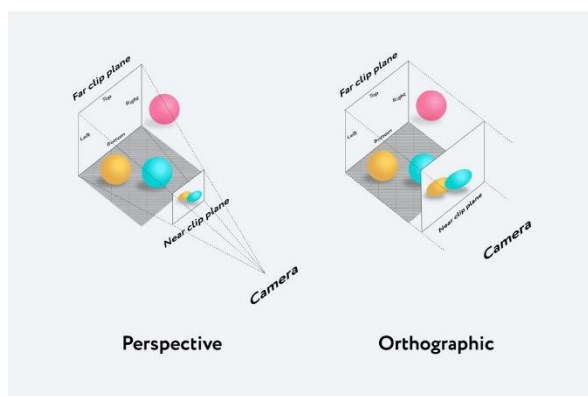 Far clip plane
Top
Right
Left
Bottom
Near clip plane
Camera
Perspective
Far clip plane
Top
Right
Left
Bottom
Near clip plane
Camera
Orthographic